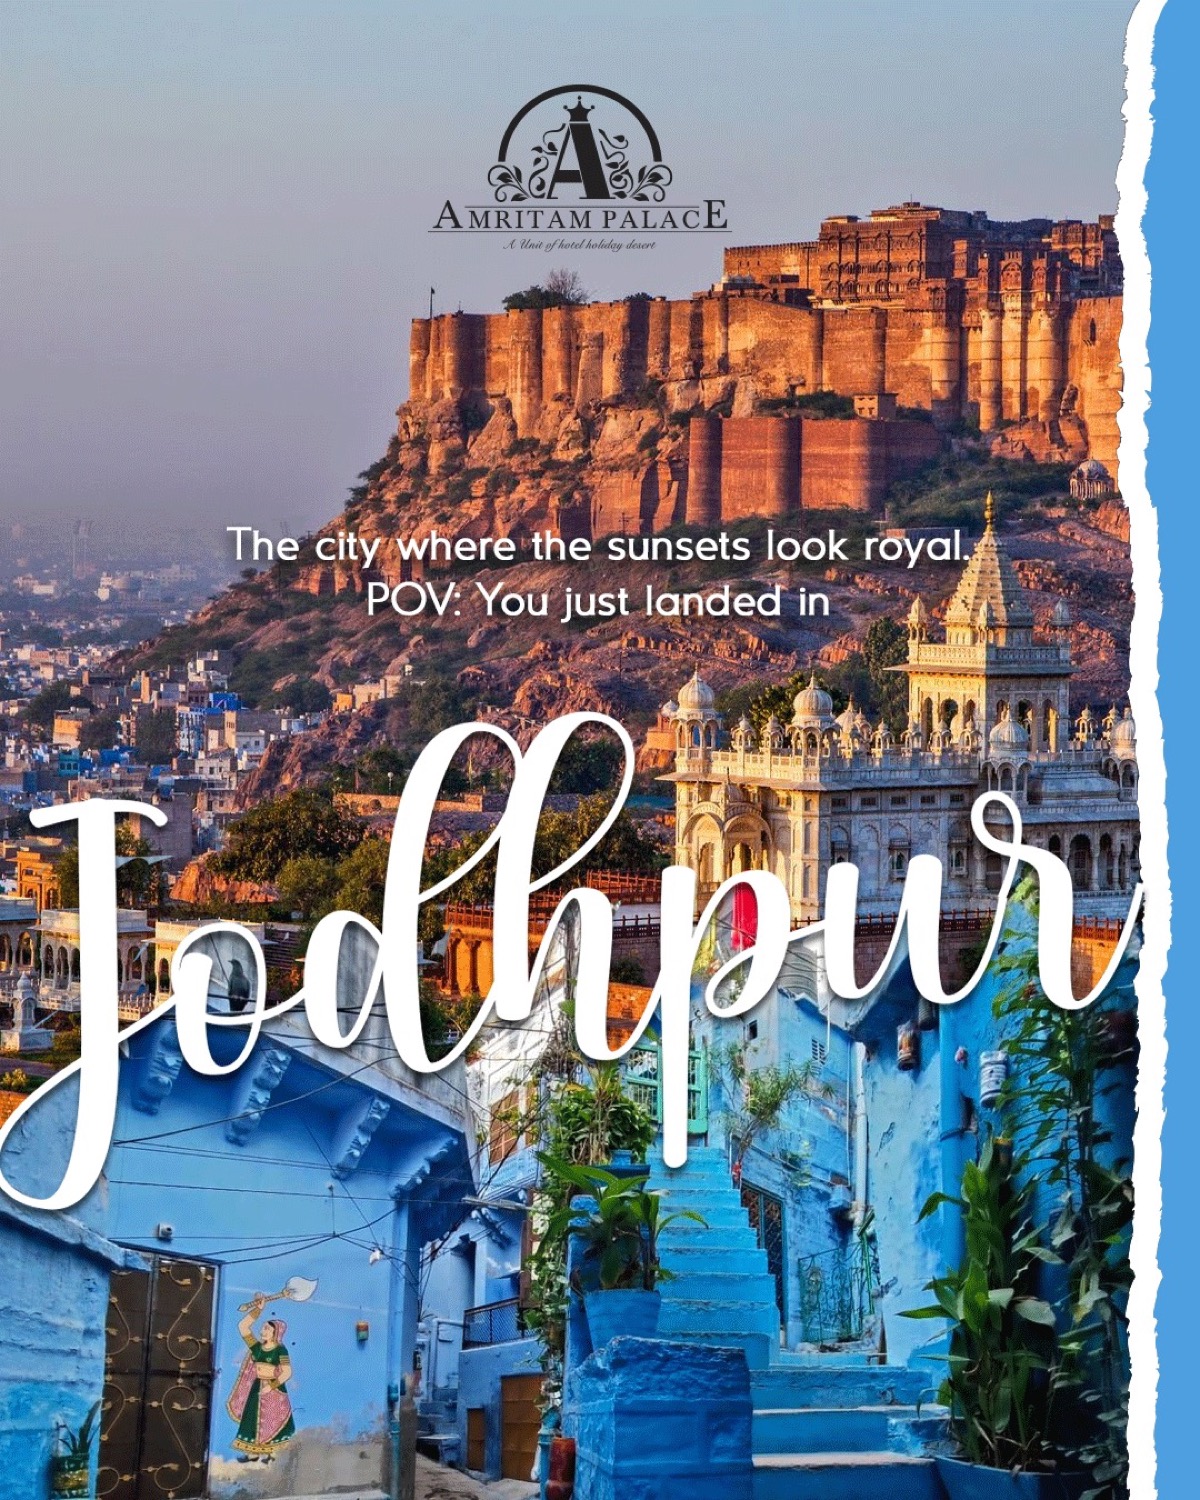 A
AMRITAM PALACE
A Unit of hotel holiday desert
The city where the sunsets look royal.
POV: You just landed in
Jodhpur